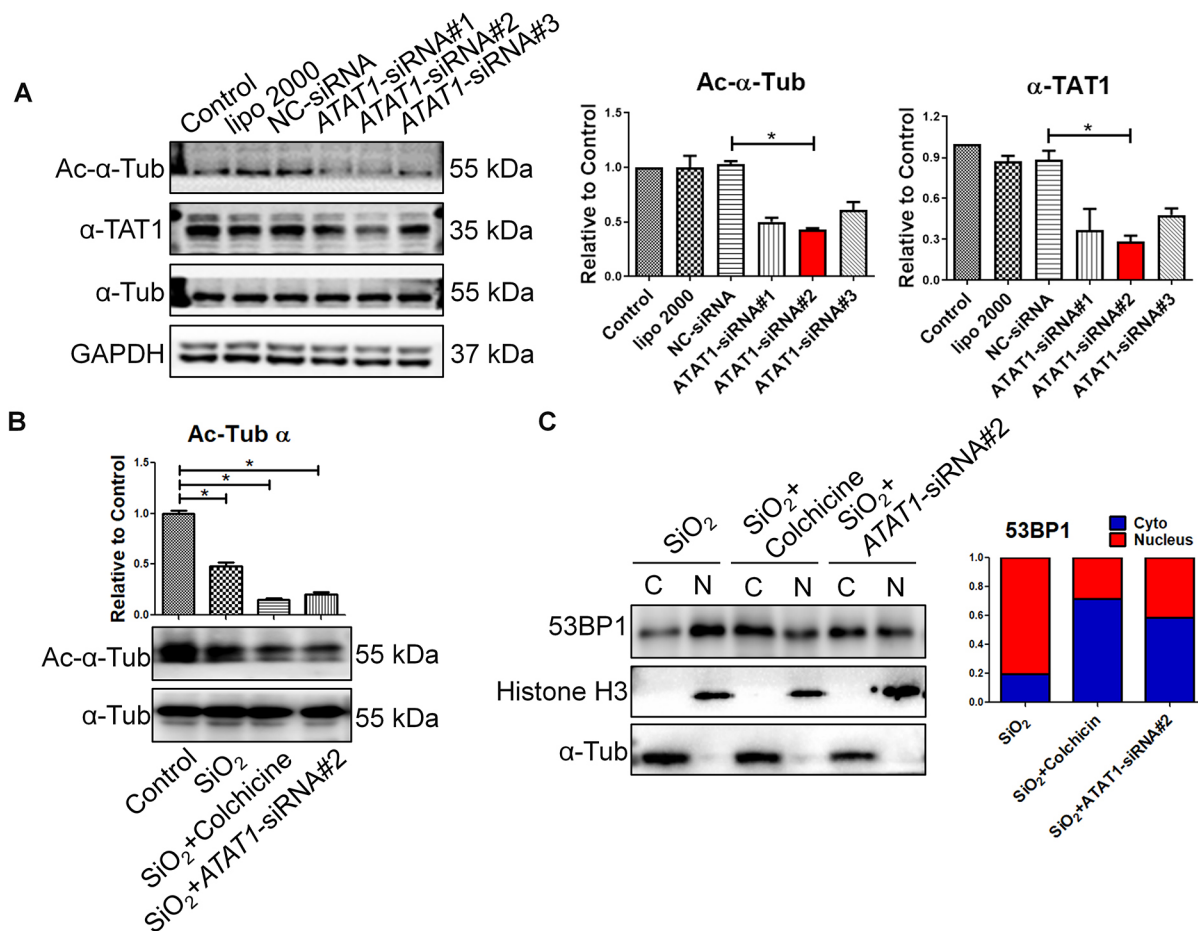 A
Control
lipo 2000
NC-siRNA
ATAT1-siRNA#1
ATAT1-siRNA#2
ATAT1-siRNA#3
Ac-α-Tub 55 kDa
α-TAT1 35 kDa
α-Tub 55 kDa
GAPDH 37 kDa
Ac-α-Tub
Relative to Control
1.5
1.0
0.5
0.0
*
Control
lipo 2000
NC-siRNA
ATAT1-siRNA#1
ATAT1-siRNA#2
ATAT1-siRNA#3
α-TAT1
Relative to Control
1.2
0.9
0.6
0.3
0.0
*
Control
lipo 2000
NC-siRNA
ATAT1-siRNA#1
ATAT1-siRNA#2
ATAT1-siRNA#3
B
Ac-Tub α
Relative to Control
1.5
1.0
0.5
0.0
*
*
*
Ac-α-Tub 55 kDa
α-Tub 55 kDa
Control
SiO₂
SiO₂+Colchicine
SiO₂+ATAT1-siRNA#2
C
SiO₂
SiO₂+
Colchicine
SiO₂+
ATAT1-siRNA#2
C N C N C N
53BP1
Histone H3
α-Tub
53BP1
Cyto
Nucleus
1.0
0.8
0.6
0.4
0.2
0.0
SiO₂
SiO₂+Colchicin
SiO₂+ATAT1-siRNA#2